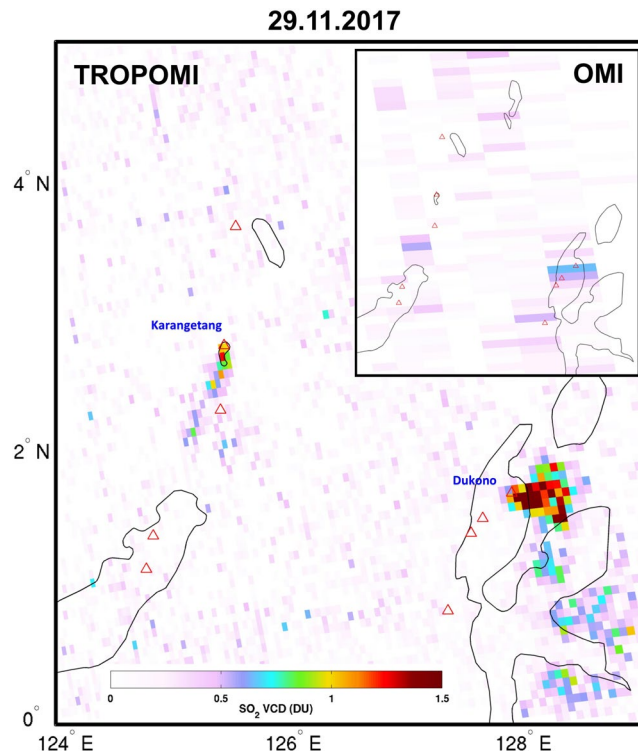 29.11.2017
TROPOMI
OMI
4° N
Karangetang
2° N
Dukono
0 0.5 1 1.5
SO₂ VCD (DU)
0°
124° E 126° E 128° E